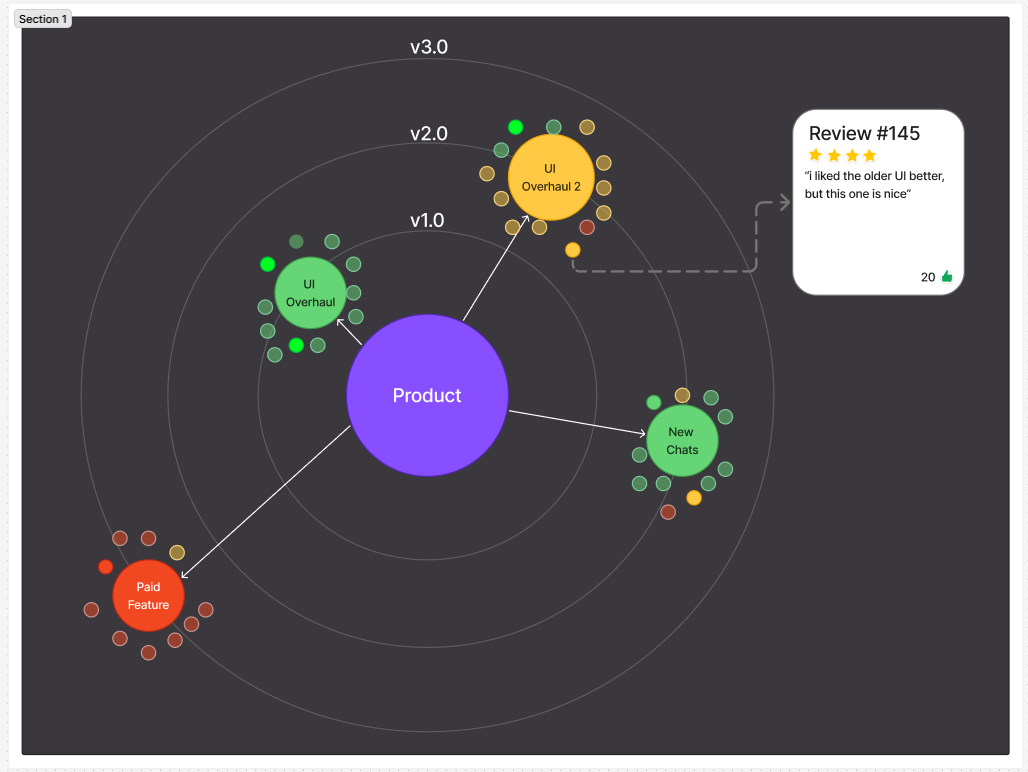 Section 1
v3.0
v2.0
v1.0
UI
Overhaul 2
UI
Overhaul
Product
New
Chats
Paid
Feature
Review #145
“i liked the older UI better,
but this one is nice”
20